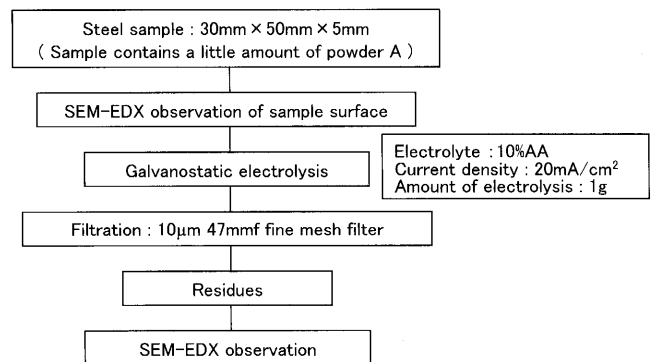 Steel sample : 30mm × 50mm × 5mm
( Sample contains a little amount of powder A )
SEM-EDX observation of sample surface
Galvanostatic electrolysis
Electrolyte : 10%AA
Current density : 20mA/cm²
Amount of electrolysis : 1g
Filtration : 10μm 47mmf fine mesh filter
Residues
SEM-EDX observation